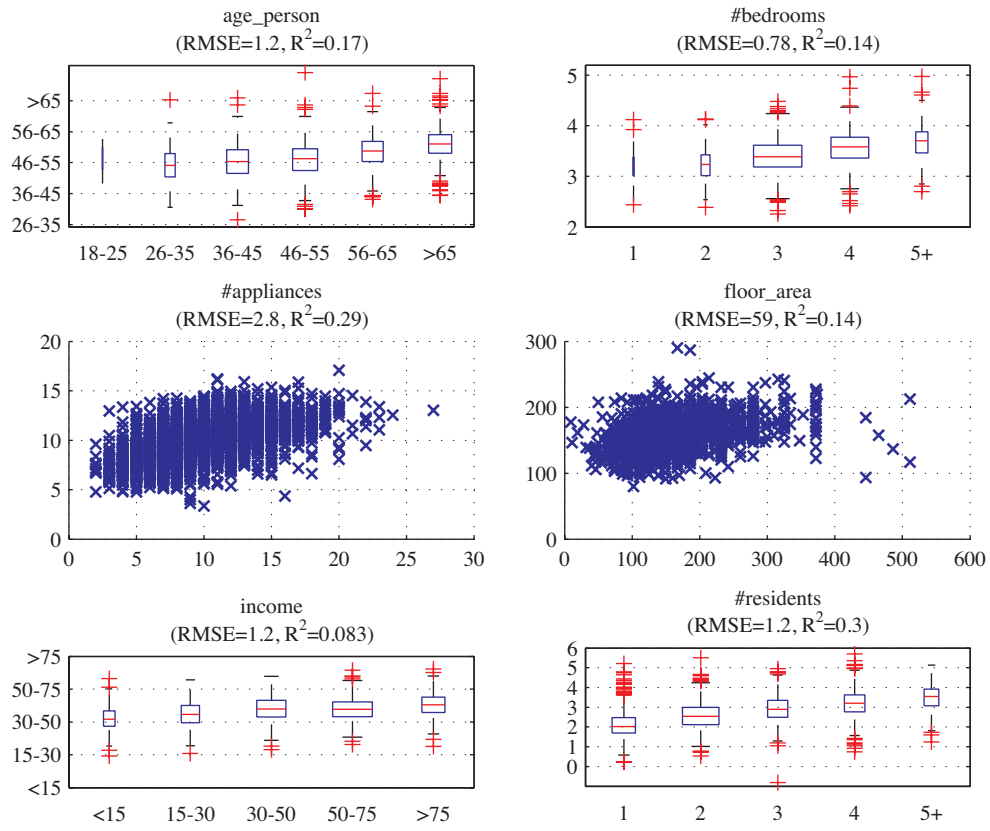 age_person
(RMSE=1.2, R²=0.17)
>65
56-65
46-55
36-45
26-35
18-25 26-35 36-45 46-55 56-65 >65
#bedrooms
(RMSE=0.78, R²=0.14)
5
4
3
2
1 2 3 4 5+
#appliances
(RMSE=2.8, R²=0.29)
20
15
10
5
0
0 5 10 15 20 25 30
floor_area
(RMSE=59, R²=0.14)
300
200
100
0
0 100 200 300 400 500 600
income
(RMSE=1.2, R²=0.083)
>75
50-75
30-50
15-30
<15
<15 15-30 30-50 50-75 >75
#residents
(RMSE=1.2, R²=0.3)
6
5
4
3
2
1
0
1 2 3 4 5+